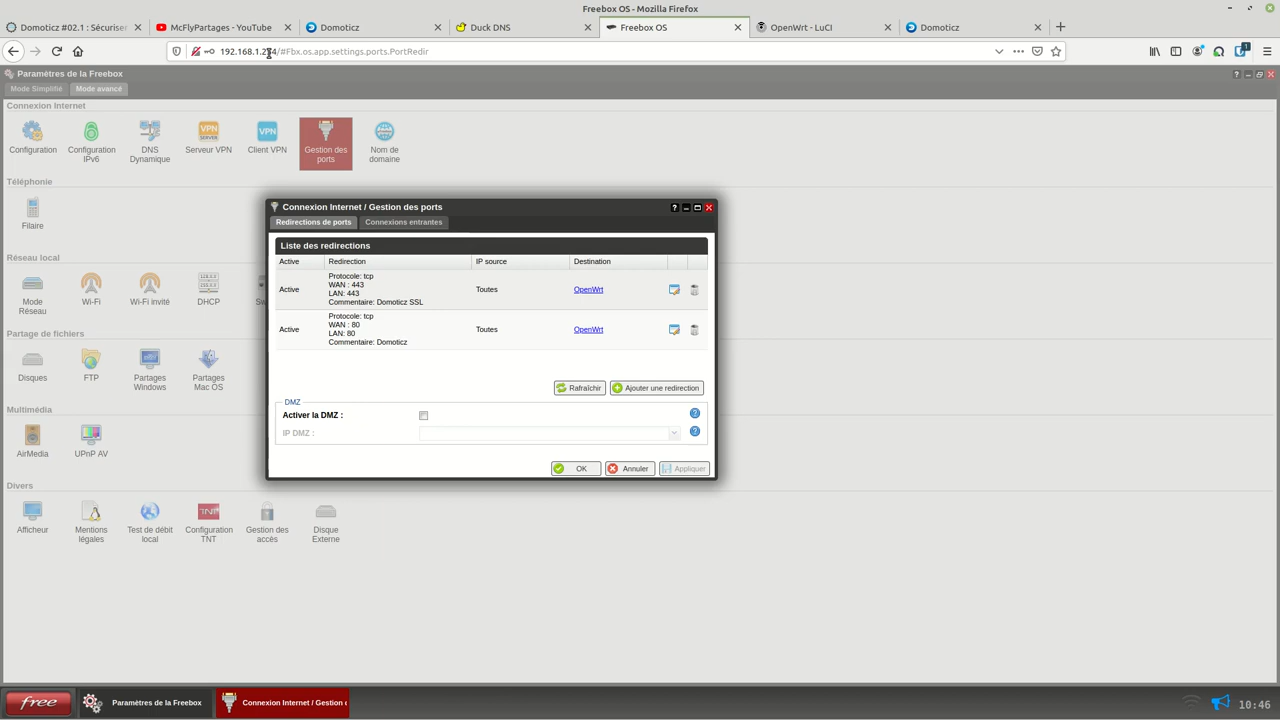 Freebox OS - Mozilla Firefox
Domoticz #02.1 : Sécuriser
McFlyPartages - YouTube
Domoticz
Duck DNS
Freebox OS
OpenWrt - LuCI
Domoticz
/#Fbx.os.app.settings.ports.PortRedir
1
Paramètres de la Freebox
Mode Simplifié
Mode avancé
Connexion Internet
Configuration
Configuration
IPv6
DNS
Dynamique
Serveur VPN
Client VPN
Gestion des
ports
Nom de
domaine
VPN
SERVER
VPN
Téléphonie
Filaire
Réseau local
Mode
Réseau
Wi-Fi
Wi-Fi invité
DHCP
Partage de fichiers
Disques
FTP
Partages
Windows
Partages
Mac OS
Multimédia
AirMedia
UPnP AV
Divers
Afficheur
Mentions
légales
Test de débit
local
Configuration
TNT
Gestion des
accès
Disque
Externe
Connexion Internet / Gestion des ports
Redirections de ports
Connexions entrantes
Liste des redirections
Active
Redirection
IP source
Destination
Active
Protocole: tcp
WAN : 443
LAN: 443
Commentaire: Domoticz SSL
Toutes
OpenWrt
Active
Protocole: tcp
WAN : 80
LAN: 80
Commentaire: Domoticz
Toutes
OpenWrt
Rafraîchir
Ajouter une redirection
DMZ
Activer la DMZ :
IP DMZ :
OK
Annuler
Appliquer
free
Paramètres de la Freebox
Connexion Internet / Gestion
10:46